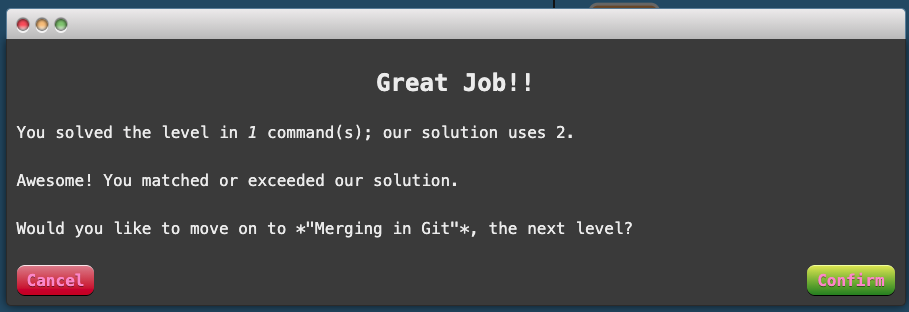 Great Job!!
You solved the level in 1 command(s); our solution uses 2.
Awesome! You matched or exceeded our solution.
Would you like to move on to *"Merging in Git"*, the next level?
Cancel
Confirm